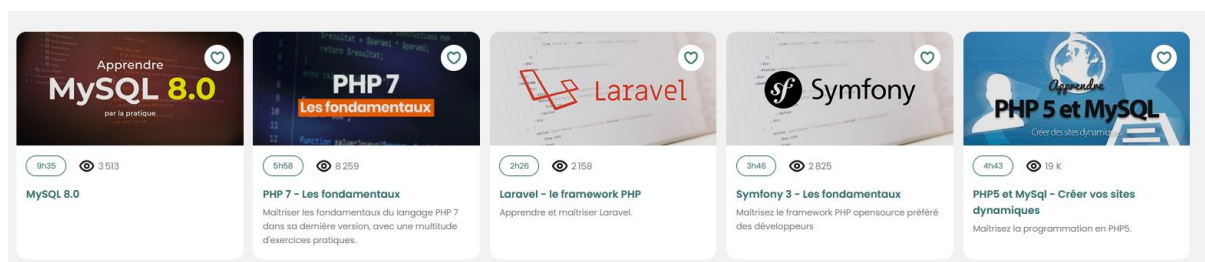 Apprendre
MySQL 8.0
par la pratique
9h35
3 513
MySQL 8.0
PHP 7
Les fondamentaux
5h58
8 259
PHP 7 - Les fondamentaux
Maîtriser les fondamentaux du langage PHP 7
dans sa dernière version, avec une multitude
d'exercices pratiques.
Laravel
2h26
2 158
Laravel - le framework PHP
Apprendre et maîtriser Laravel.
sf Symfony
3h46
2 825
Symfony 3 - Les fondamentaux
Maîtrisez le framework PHP opensource préféré
des développeurs
Apprendre
PHP 5 et MySQL
Créer des sites dynamiques
4h43
19 K
PHP5 et MySql - Créer vos sites
dynamiques
Maîtrisez la programmation en PHP5.